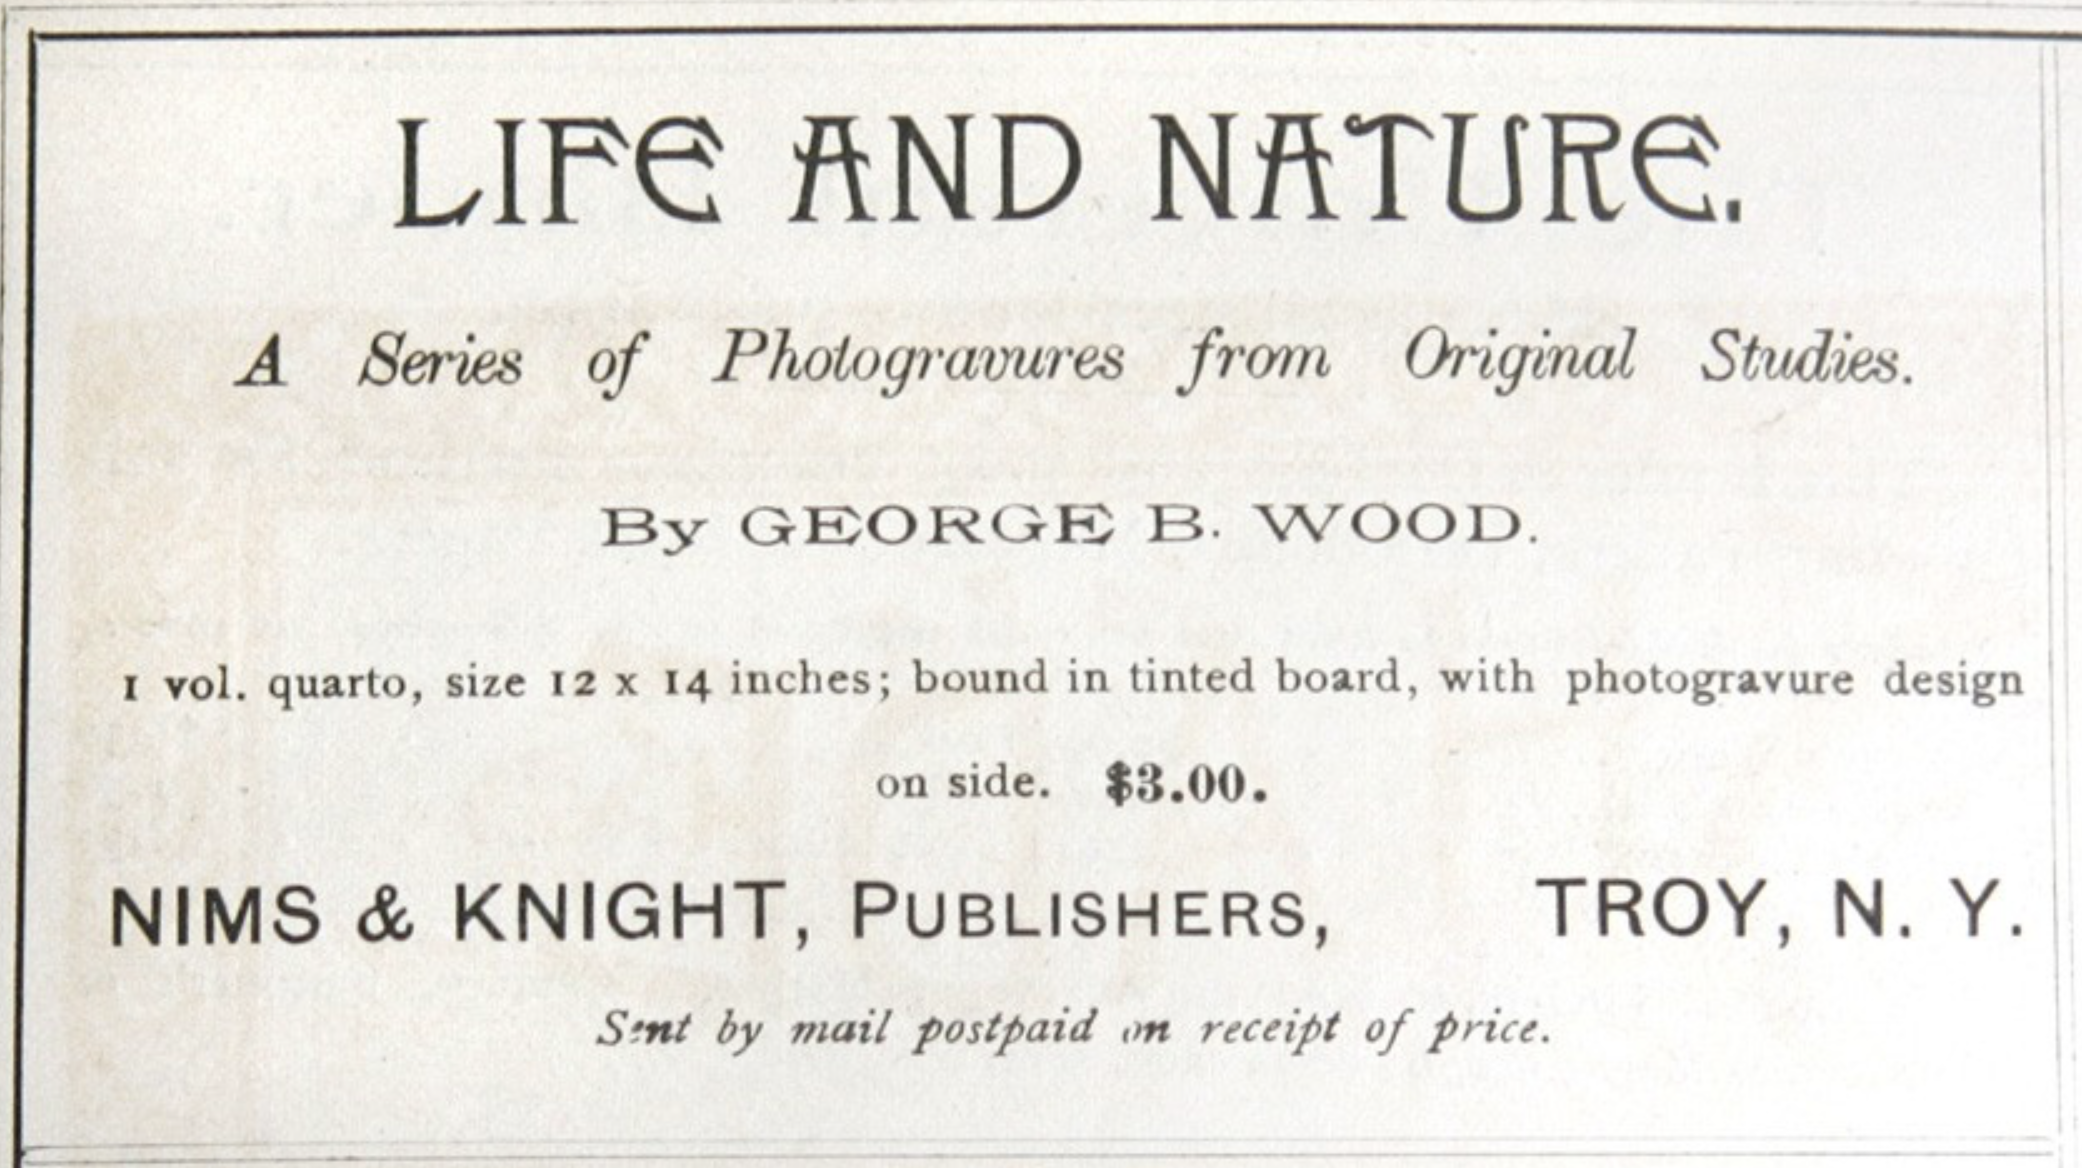 LIFE AND NATURE.
A Series of Photogravures from Original Studies.
By GEORGE B. WOOD.
1 vol. quarto, size 12 x 14 inches; bound in tinted board, with photogravure design
on side. $3.00.
NIMS & KNIGHT, PUBLISHERS, TROY, N. Y.
Sent by mail postpaid on receipt of price.